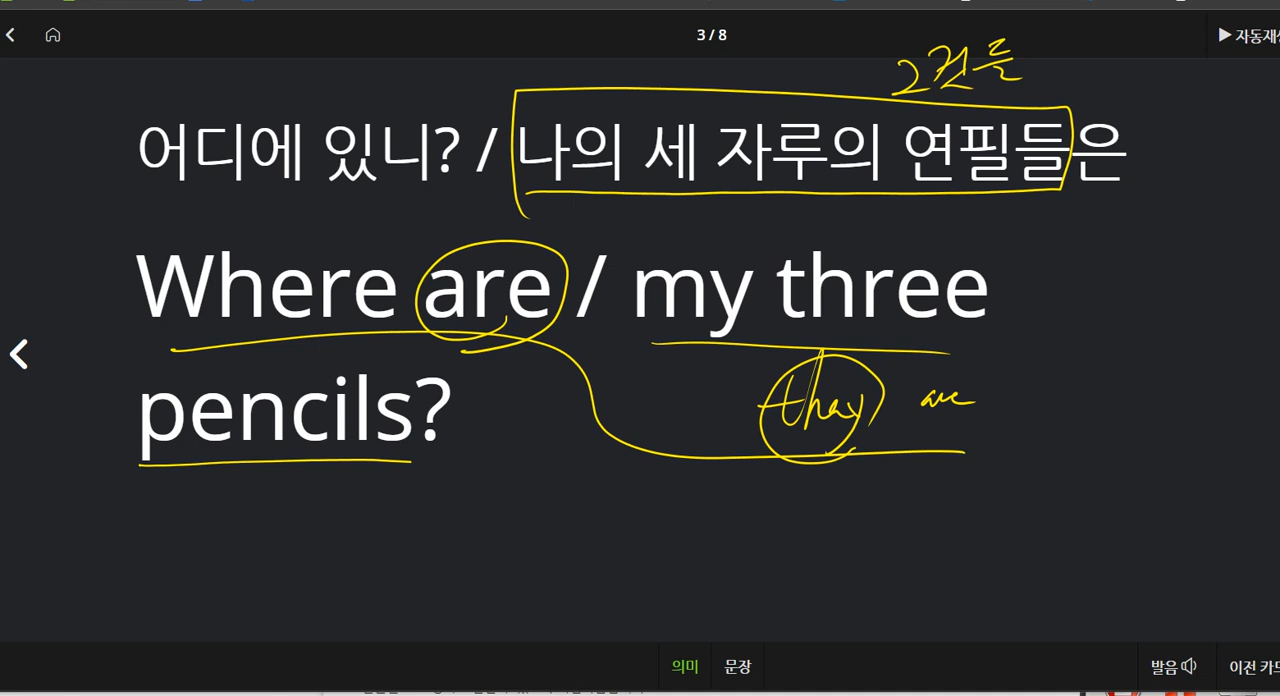 3 / 8
▶ 자동재생
그것들
어디에 있니? / 나의 세 자루의 연필들은
Where are / my three
pencils?
they are
의미 문장 발음 이전 카드